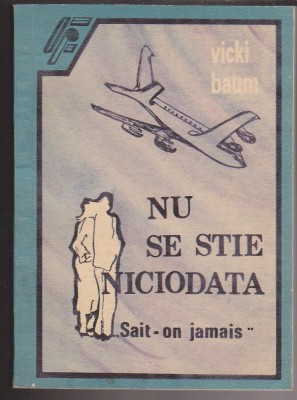 vicki
baum
NU
SE STIE
NICIODATA
„Sait-on jamais"